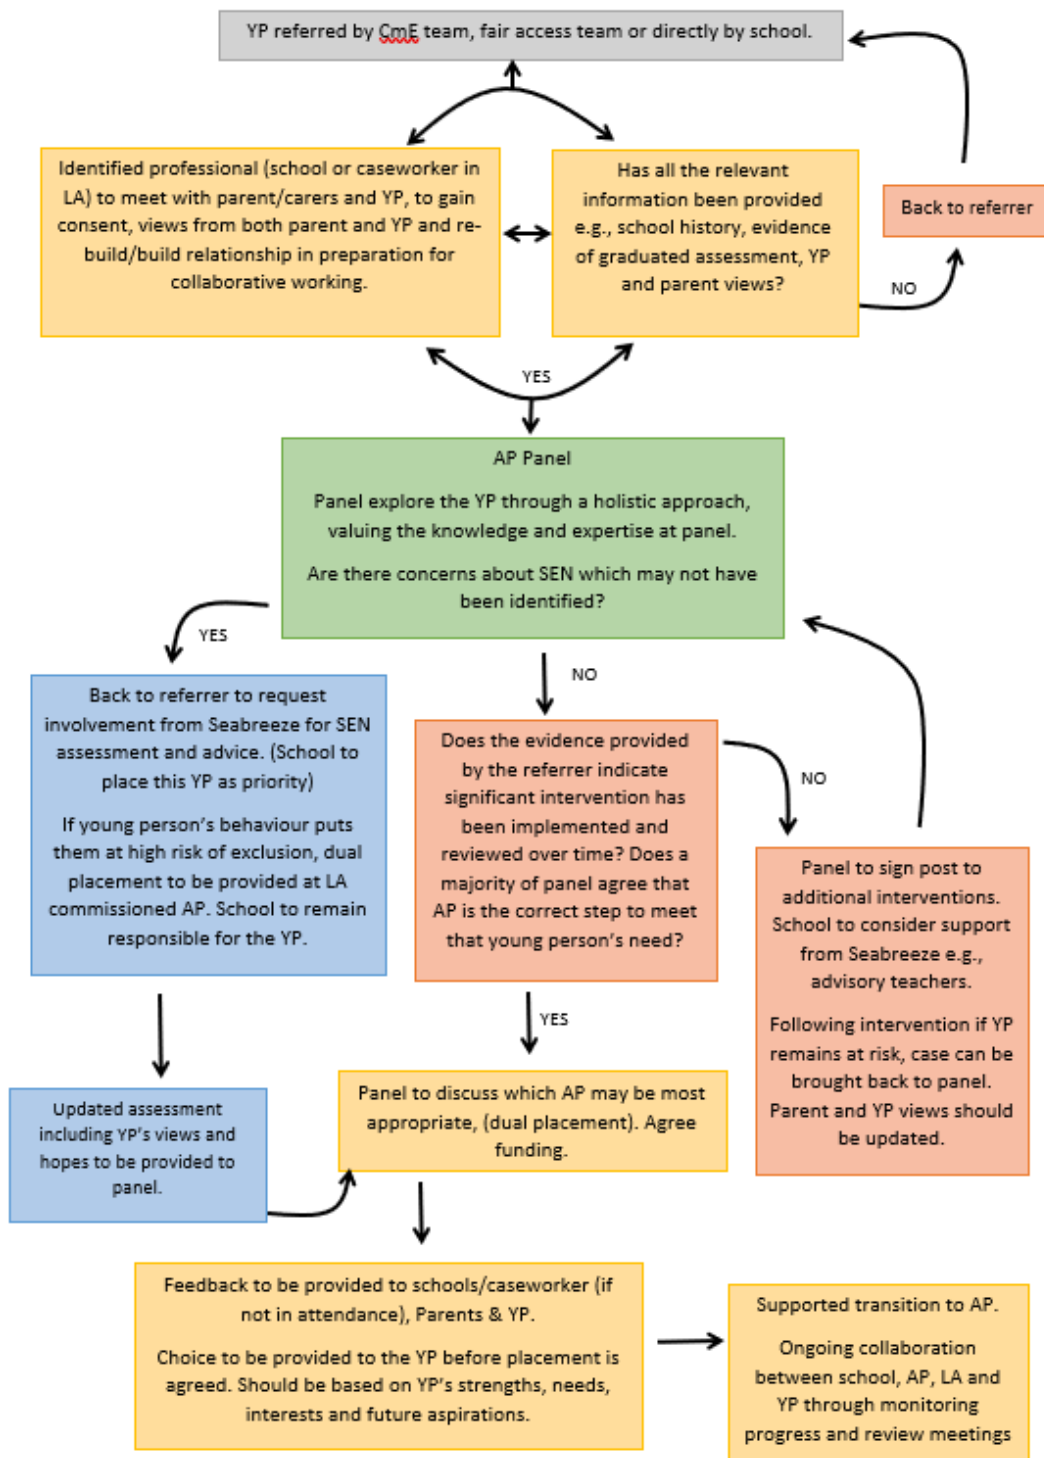 YP referred by CmE team, fair access team or directly by school.
Identified professional (school or caseworker in
LA) to meet with parent/carers and YP, to gain
consent, views from both parent and YP and re-
build/build relationship in preparation for
collaborative working.
Has all the relevant
information been provided
e.g., school history, evidence
of graduated assessment, YP
and parent views?
Back to referrer
NO
YES
AP Panel
Panel explore the YP through a holistic approach,
valuing the knowledge and expertise at panel.
Are there concerns about SEN which may not have
been identified?
YES
NO
Back to referrer to request
involvement from Seabreeze for SEN
assessment and advice. (School to
place this YP as priority)
If young person's behaviour puts
them at high risk of exclusion, dual
placement to be provided at LA
commissioned AP. School to remain
responsible for the YP.
Does the evidence provided
by the referrer indicate
significant intervention has
been implemented and
reviewed over time? Does a
majority of panel agree that
AP is the correct step to meet
that young person's need?
NO
Panel to sign post to
additional interventions.
School to consider support
from Seabreeze e.g.,
advisory teachers.
Following intervention if YP
remains at risk, case can be
brought back to panel.
Parent and YP views should
be updated.
YES
Updated assessment
including YP's views and
hopes to be provided to
panel.
Panel to discuss which AP may be most
appropriate, (dual placement). Agree
funding.
Feedback to be provided to schools/caseworker (if
not in attendance), Parents & YP.
Choice to be provided to the YP before placement is
agreed. Should be based on YP's strengths, needs,
interests and future aspirations.
Supported transition to AP.
Ongoing collaboration
between school, AP, LA and
YP through monitoring
progress and review meetings